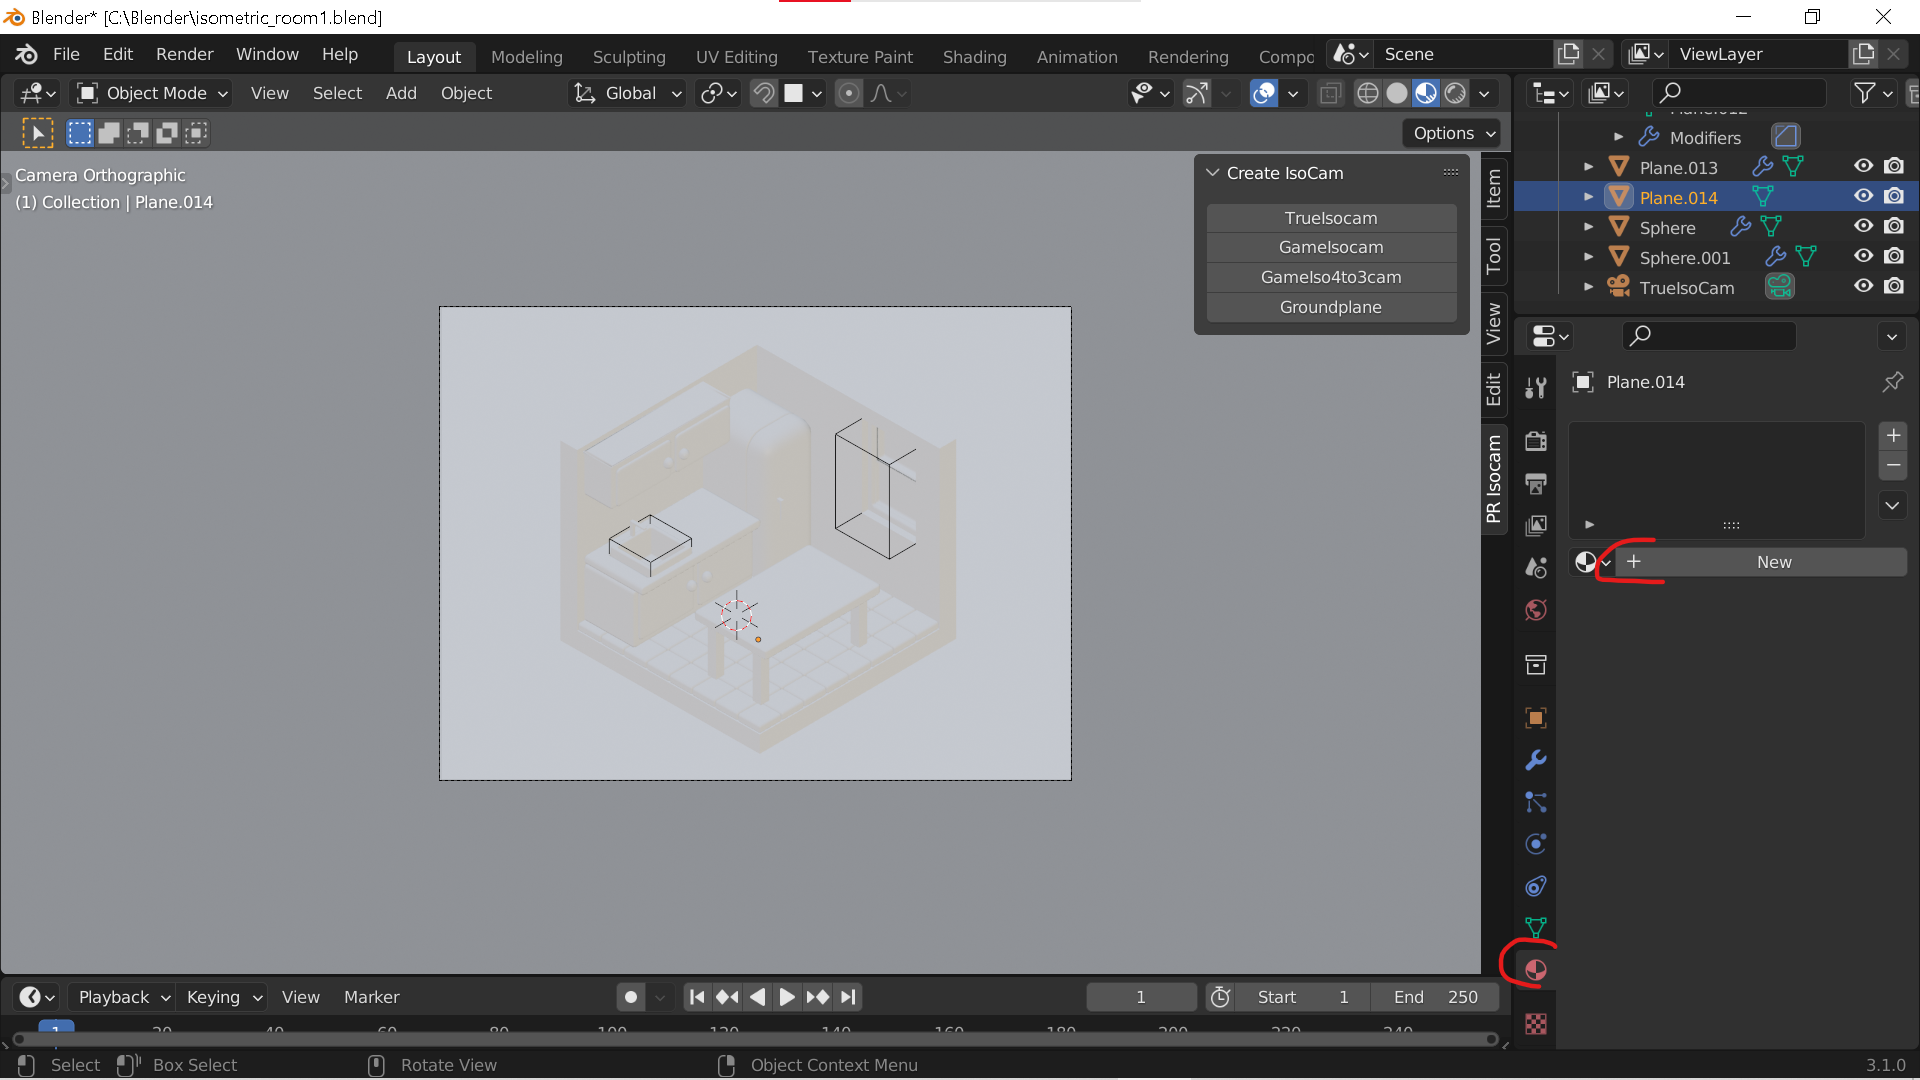 Blender* [C:\Blender\isometric_room1.blend]
File Edit Render Window Help
Layout Modeling Sculpting UV Editing Texture Paint Shading Animation Rendering Compo
Scene
ViewLayer
Object Mode View Select Add Object
Global
Options
Camera Orthographic
(1) Collection | Plane.014
Create IsoCam
TrueIsocam
GameIsocam
GameIso4to3cam
Groundplane
Item
Tool
View
Edit
PR Isocam
Plane.012
Modifiers
Plane.013
Plane.014
Sphere
Sphere.001
TrueIsoCam
Plane.014
New
Playback Keying View Marker
1
Start 1
End 250
1 20 40 60 80 100 120 140 160 180 200 220 240
Select Box Select Rotate View Object Context Menu
3.1.0